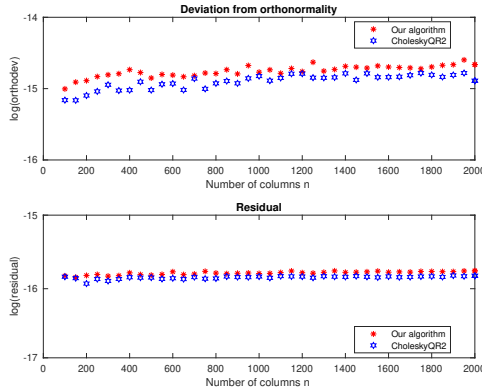 Deviation from orthonormality
-14
-15
-16
log(orthodev)
Our algorithm
CholeskyQR2
0 200 400 600 800 1000 1200 1400 1600 1800 2000
Number of columns n
Residual
-15
-16
-17
log(residual)
Our algorithm
CholeskyQR2
0 200 400 600 800 1000 1200 1400 1600 1800 2000
Number of columns n